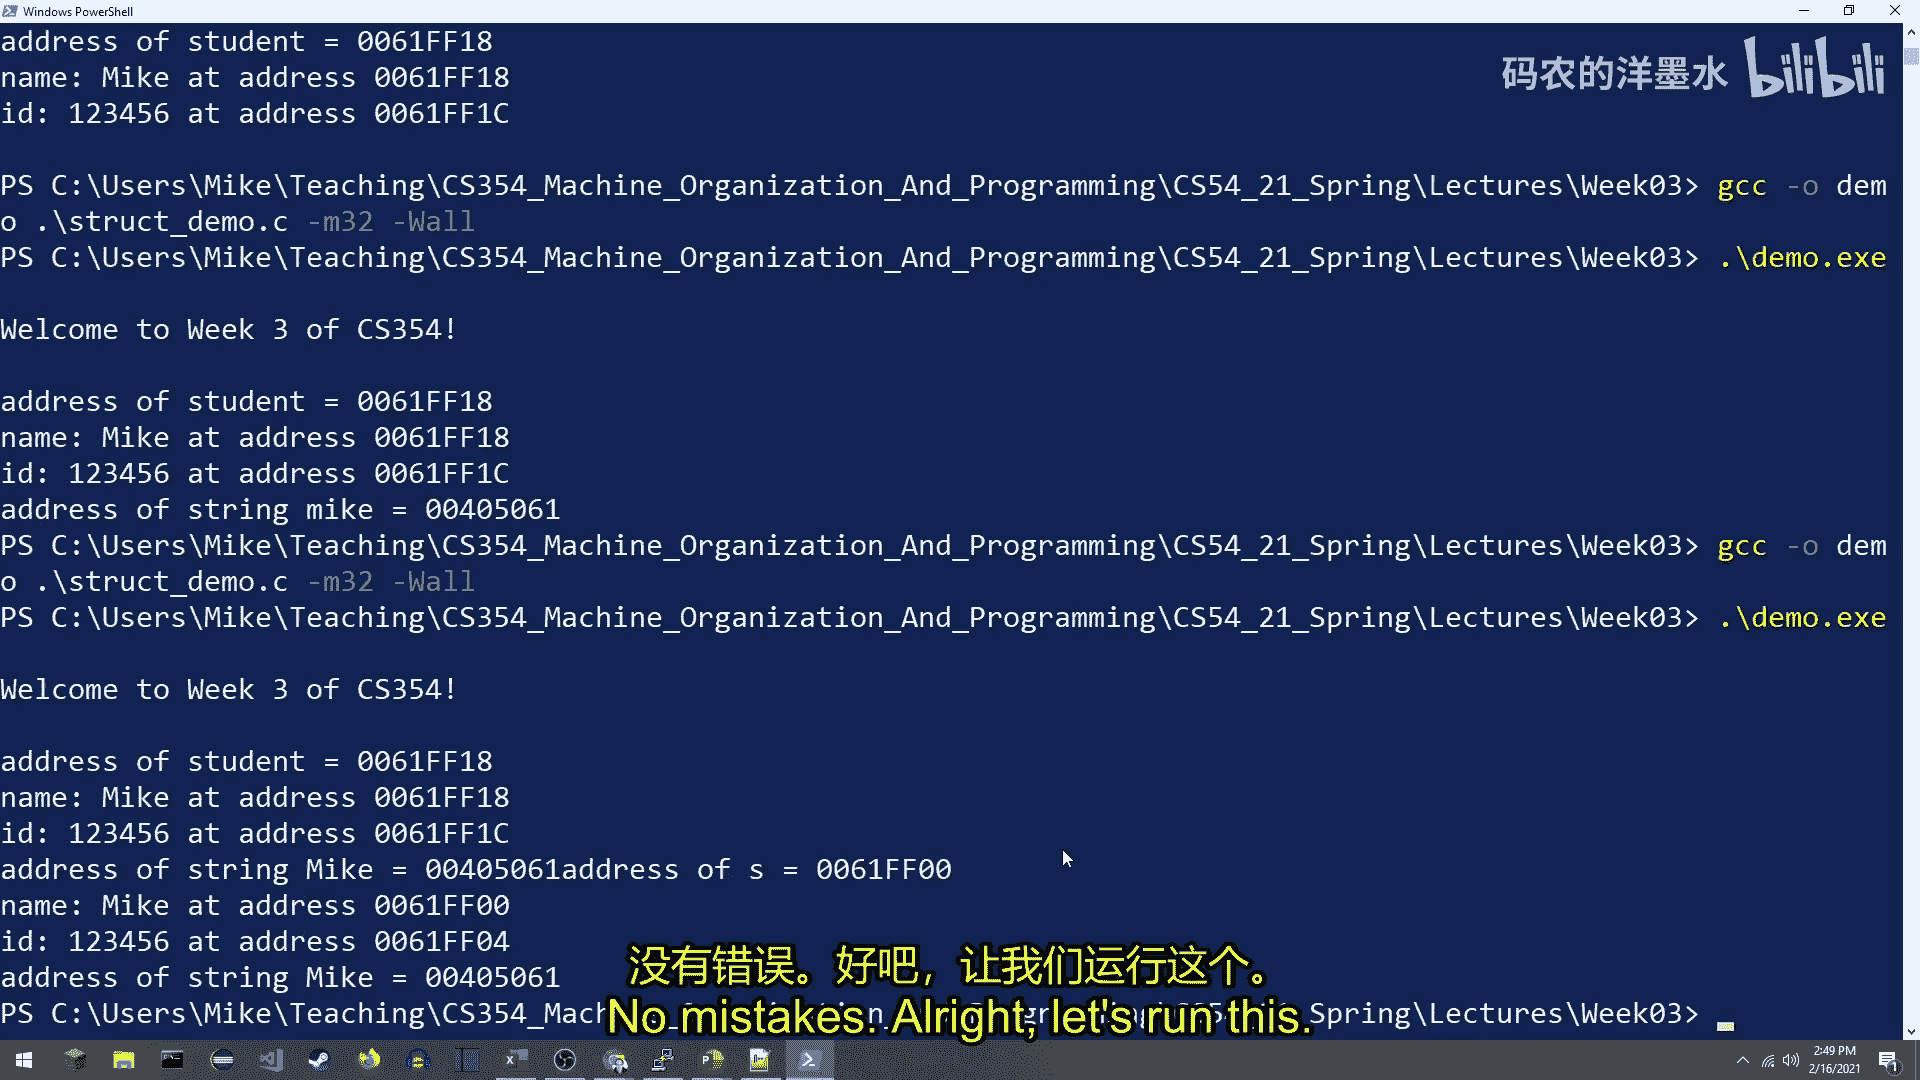 Windows PowerShell
address of student = 0061FF18
name: Mike at address 0061FF18
码农的洋墨水 bilibili
id: 123456 at address 0061FF1C
PS C:\Users\Mike\Teaching\CS354_Machine_Organization_And_Programming\CS54_21_Spring\Lectures\Week03> gcc -o dem
o .\struct_demo.c -m32 -Wall
PS C:\Users\Mike\Teaching\CS354_Machine_Organization_And_Programming\CS54_21_Spring\Lectures\Week03> .\demo.exe
Welcome to Week 3 of CS354!
address of student = 0061FF18
name: Mike at address 0061FF18
id: 123456 at address 0061FF1C
address of string mike = 00405061
PS C:\Users\Mike\Teaching\CS354_Machine_Organization_And_Programming\CS54_21_Spring\Lectures\Week03> gcc -o dem
o .\struct_demo.c -m32 -Wall
PS C:\Users\Mike\Teaching\CS354_Machine_Organization_And_Programming\CS54_21_Spring\Lectures\Week03> .\demo.exe
Welcome to Week 3 of CS354!
address of student = 0061FF18
name: Mike at address 0061FF18
id: 123456 at address 0061FF1C
address of string Mike = 00405061address of s = 0061FF00
name: Mike at address 0061FF00
id: 123456 at address 0061FF04
address of string Mike = 00405061
没有错误。好吧，让我们运行这个。
PS C:\Users\Mike\Teaching\CS354_Machine_Organization_And_Programming\CS54_21_Spring\Lectures\Week03>
No mistakes. Alright, let's run this.
2:49 PM
2/16/2021